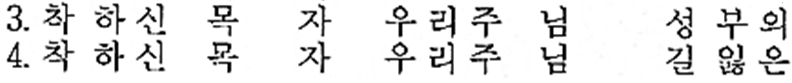 3. 착 하 신 목 자 우 리 주 님 성 부 의
4. 착 하 신 목 자 우 리 주 님 길 잃 은